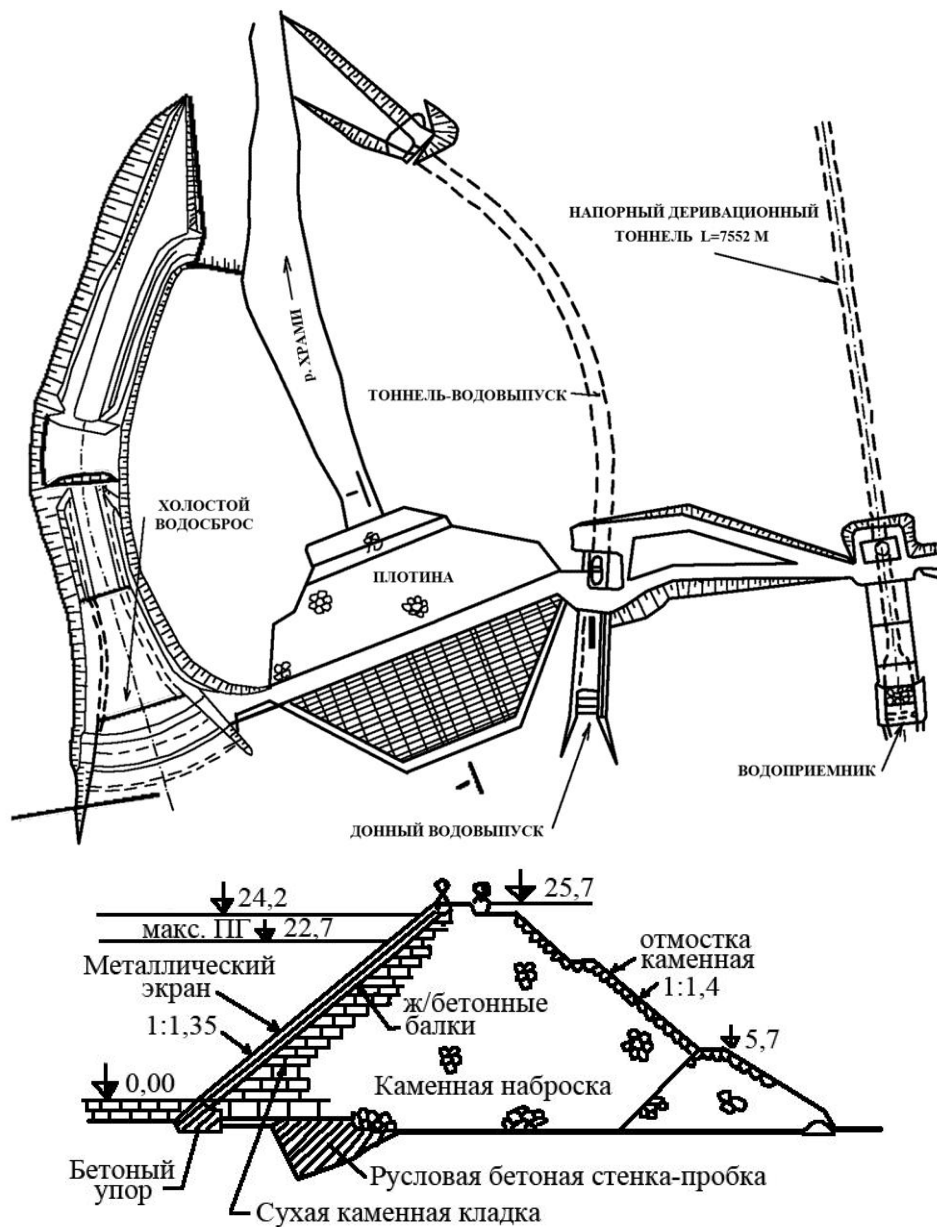 НАПОРНЫЙ ДЕРИВАЦИОННЫЙ
ТОННЕЛЬ L=7552 М
р. ХРАМИ
ТОННЕЛЬ-ВОДОВЫПУСК
ХОЛОСТОЙ
ВОДОСБРОС
I
ПЛОТИНА
ВОДОПРИЕМНИК
I
ДОННЫЙ ВОДОВЫПУСК
24,2
25,7
макс. ПГ
22,7
Металлический
экран
отмостка
каменная
1:1,4
ж/бетонные
балки
1:1,35
5,7
0,00
Каменная наброска
Бетоный
упор
Русловая бетоная стенка-пробка
Сухая каменная кладка